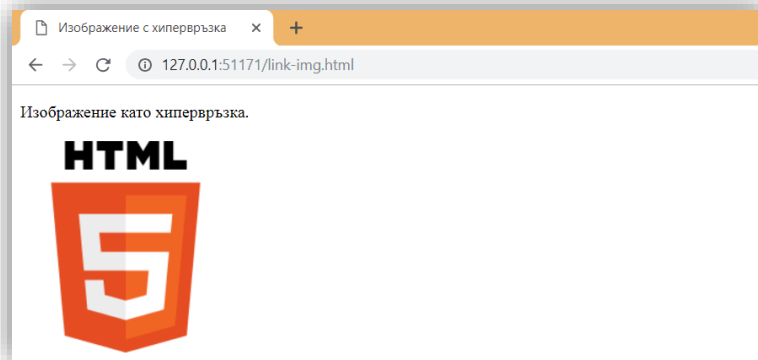 Изображение с хипервръзка
127.0.0.1:51171/link-img.html
Изображение като хипервръзка.
HTML
5